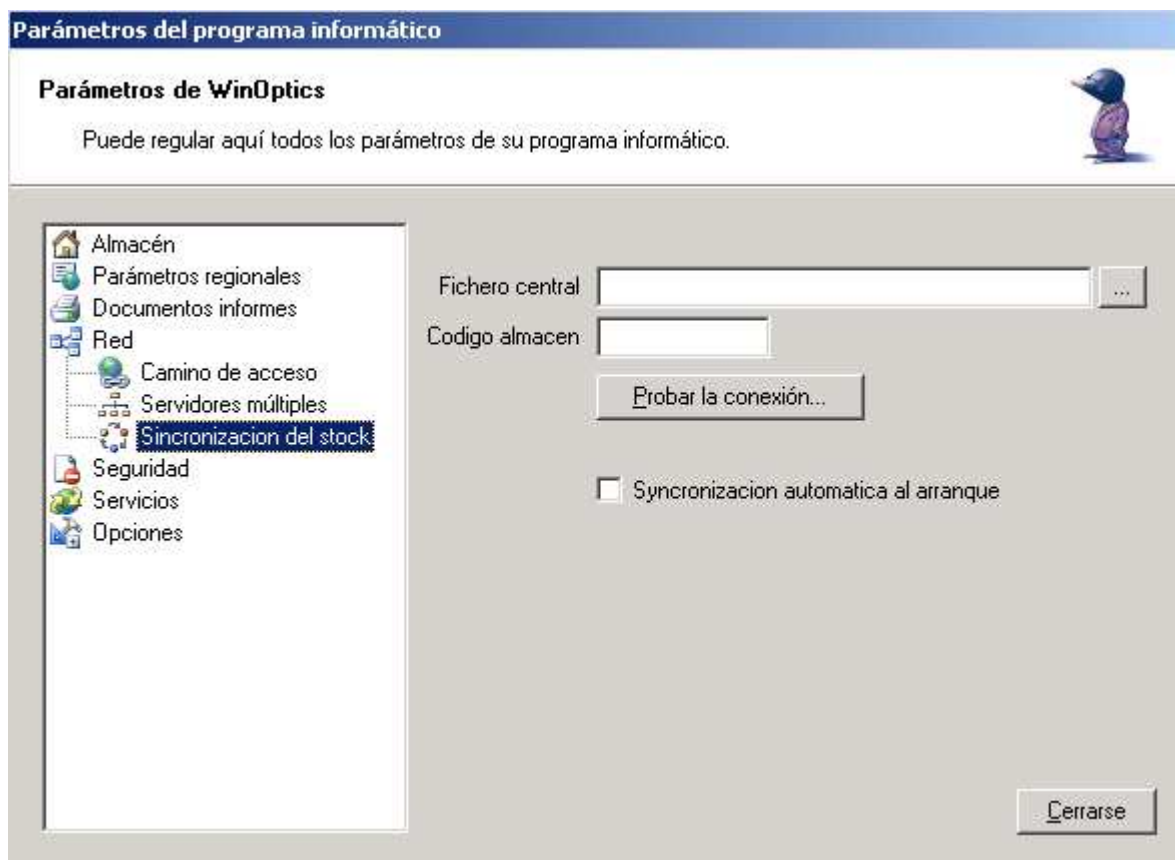 Parámetros del programa informático
Parámetros de WinOptics
Puede regular aquí todos los parámetros de su programa informático.
Almacén
Parámetros regionales
Documentos informes
Red
Camino de acceso
Servidores múltiples
Sincronizacion del stock
Seguridad
Servicios
Opciones
Fichero central
...
Codigo almacen
Probar la conexión...
Syncronizacion automatica al arranque
Cerrarse